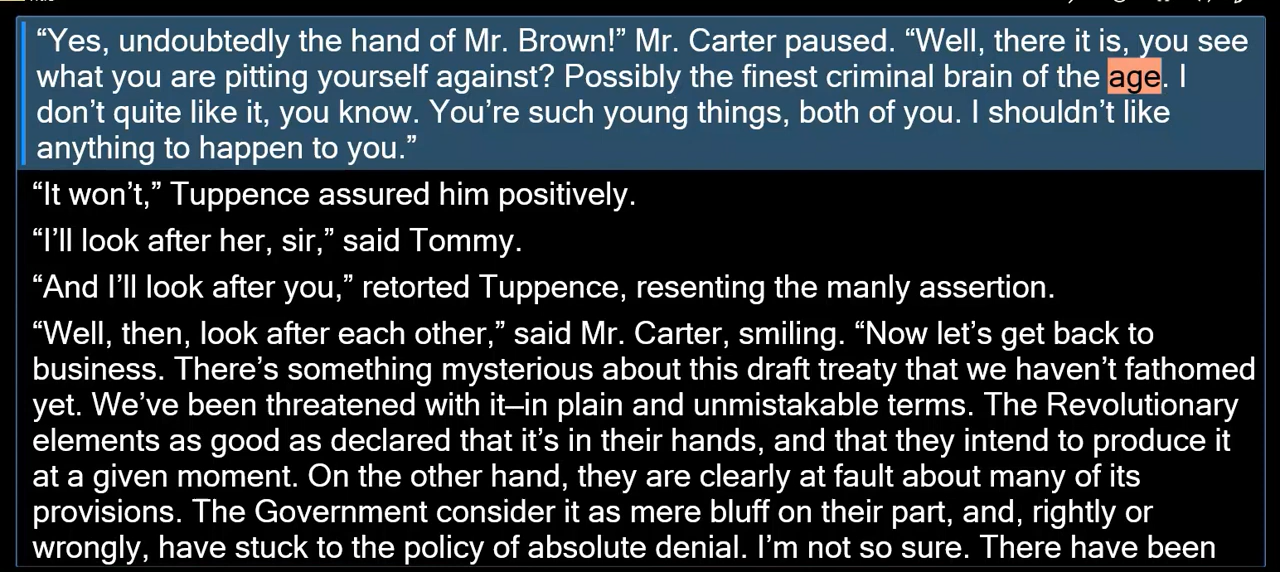 “Yes, undoubtedly the hand of Mr. Brown!” Mr. Carter paused. “Well, there it is, you see
what you are pitting yourself against? Possibly the finest criminal brain of the age. I
don’t quite like it, you know. You’re such young things, both of you. I shouldn’t like
anything to happen to you.”
“It won’t,” Tuppence assured him positively.
“I’ll look after her, sir,” said Tommy.
“And I’ll look after you,” retorted Tuppence, resenting the manly assertion.
“Well, then, look after each other,” said Mr. Carter, smiling. “Now let’s get back to
business. There’s something mysterious about this draft treaty that we haven’t fathomed
yet. We’ve been threatened with it—in plain and unmistakable terms. The Revolutionary
elements as good as declared that it’s in their hands, and that they intend to produce it
at a given moment. On the other hand, they are clearly at fault about many of its
provisions. The Government consider it as mere bluff on their part, and, rightly or
wrongly, have stuck to the policy of absolute denial. I’m not so sure. There have been